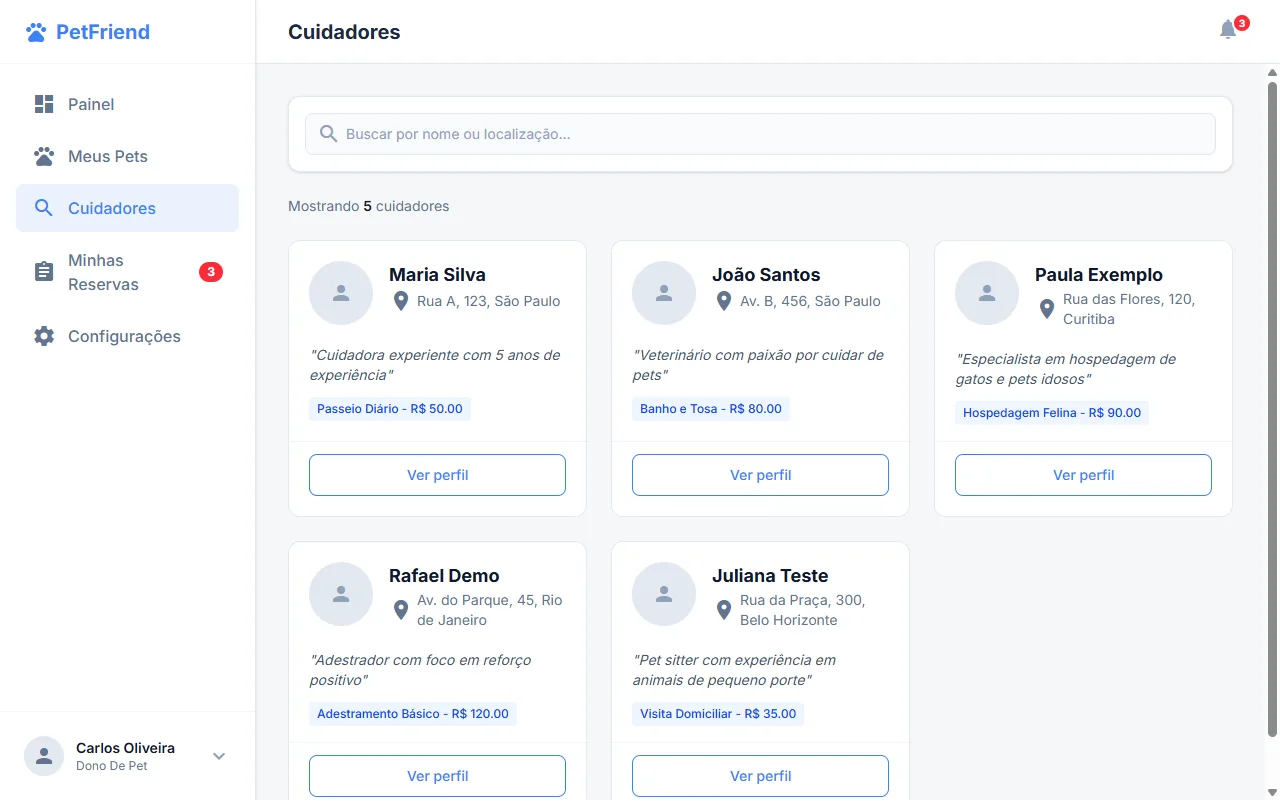 PetFriend
Painel
Meus Pets
Cuidadores
Minhas
Reservas
3
Configurações
Carlos Oliveira
Dono De Pet
Cuidadores
3
Buscar por nome ou localização...
Mostrando 5 cuidadores
Maria Silva
Rua A, 123, São Paulo
"Cuidadora experiente com 5 anos de
experiência"
Passeio Diário - R$ 50.00
Ver perfil
João Santos
Av. B, 456, São Paulo
"Veterinário com paixão por cuidar de
pets"
Banho e Tosa - R$ 80.00
Ver perfil
Paula Exemplo
Rua das Flores, 120,
Curitiba
"Especialista em hospedagem de
gatos e pets idosos"
Hospedagem Felina - R$ 90.00
Ver perfil
Rafael Demo
Av. do Parque, 45, Rio
de Janeiro
"Adestrador com foco em reforço
positivo"
Adestramento Básico - R$ 120.00
Ver perfil
Juliana Teste
Rua da Praça, 300,
Belo Horizonte
"Pet sitter com experiência em
animais de pequeno porte"
Visita Domiciliar - R$ 35.00
Ver perfil